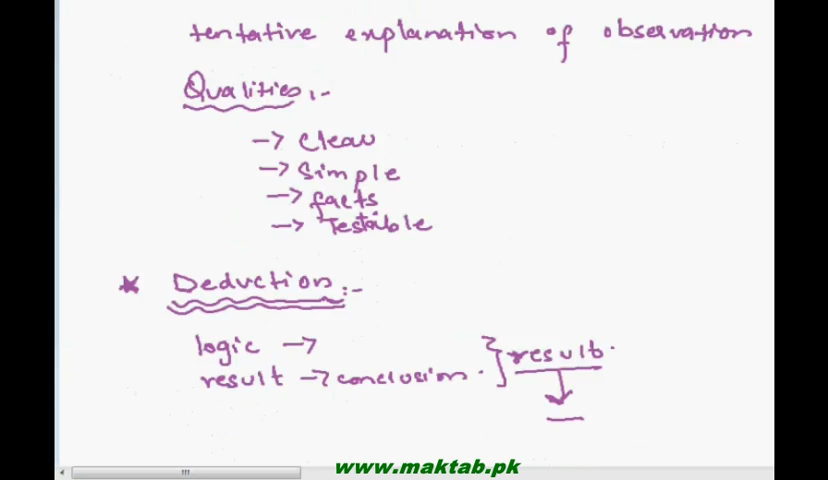 tentative explanation of observation
Qualities:-
→ Clear
→ Simple
→ facts
→ Testable
* Deduction:-
logic →
result → conclusion. } result.
www.maktab.pk